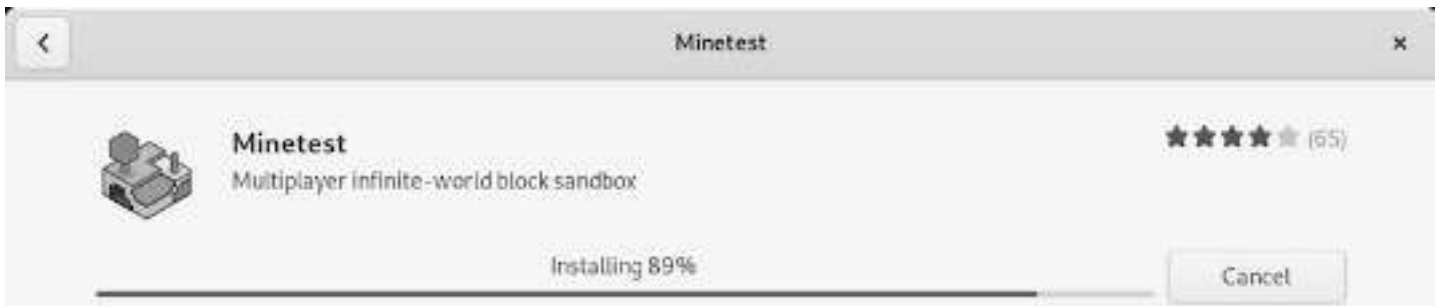 Minetest
Minetest
(65)
Multiplayer infinite-world block sandbox
Installing 89%
Cancel